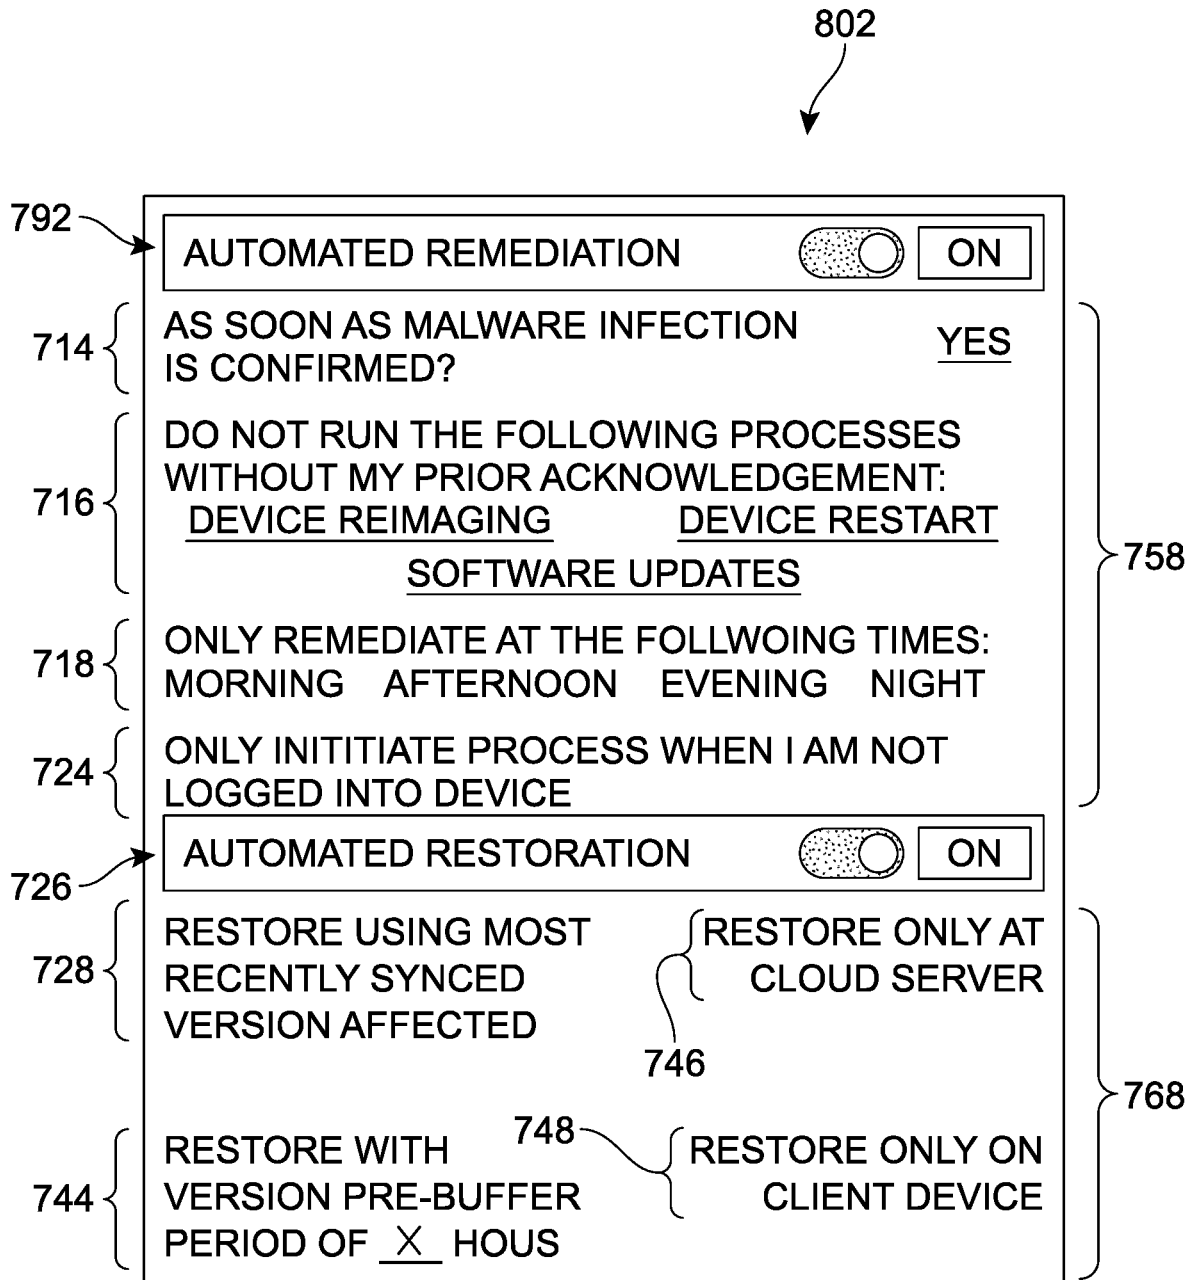 802
792
AUTOMATED REMEDIATION ON
714
AS SOON AS MALWARE INFECTION
IS CONFIRMED?
YES
716
DO NOT RUN THE FOLLOWING PROCESSES
WITHOUT MY PRIOR ACKNOWLEDGEMENT:
DEVICE REIMAGING DEVICE RESTART
SOFTWARE UPDATES
758
718
ONLY REMEDIATE AT THE FOLLWOING TIMES:
MORNING AFTERNOON EVENING NIGHT
724
ONLY INITITIATE PROCESS WHEN I AM NOT
LOGGED INTO DEVICE
726
AUTOMATED RESTORATION ON
728
RESTORE USING MOST
RECENTLY SYNCED
VERSION AFFECTED
RESTORE ONLY AT
CLOUD SERVER
746
768
744
RESTORE WITH
VERSION PRE-BUFFER
PERIOD OF X HOUS
748
RESTORE ONLY ON
CLIENT DEVICE